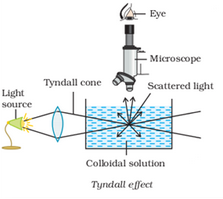 Eye
Microscope
Tyndall cone
Scattered light
Light
source
Colloidal solution
Tyndall effect